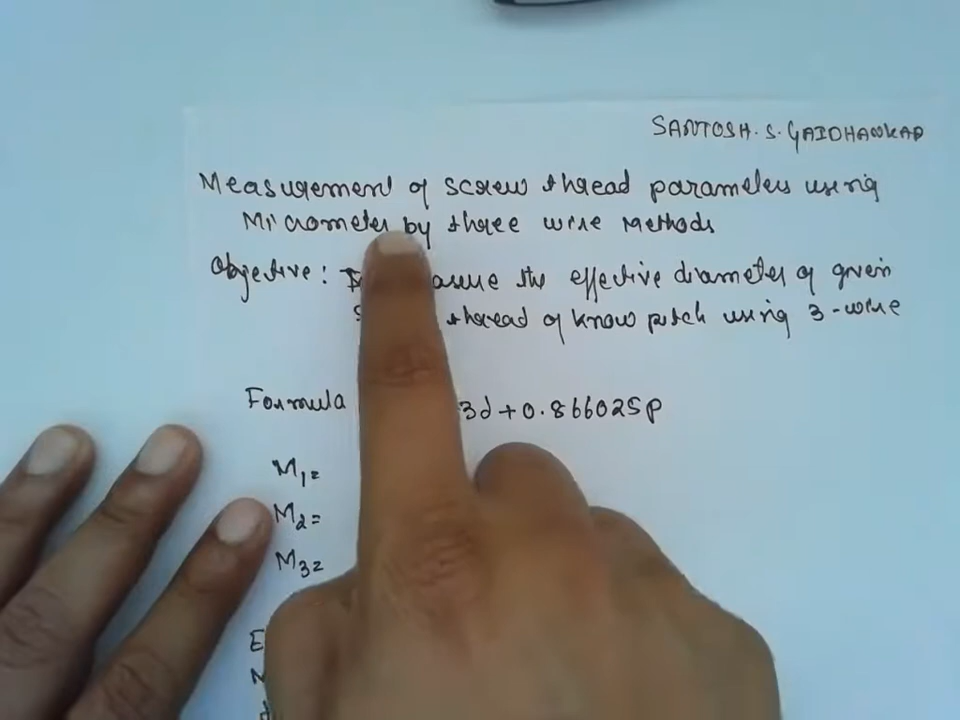 SANTOSH. S. GAIDHANKAR
Measurement of screw thread parameters using
Micrometer by three wire Methods
Objective: the effective diameter of given
thread of know pitch using 3-wire
Formula 3d+0.866025p
M1=
M2=
M3=